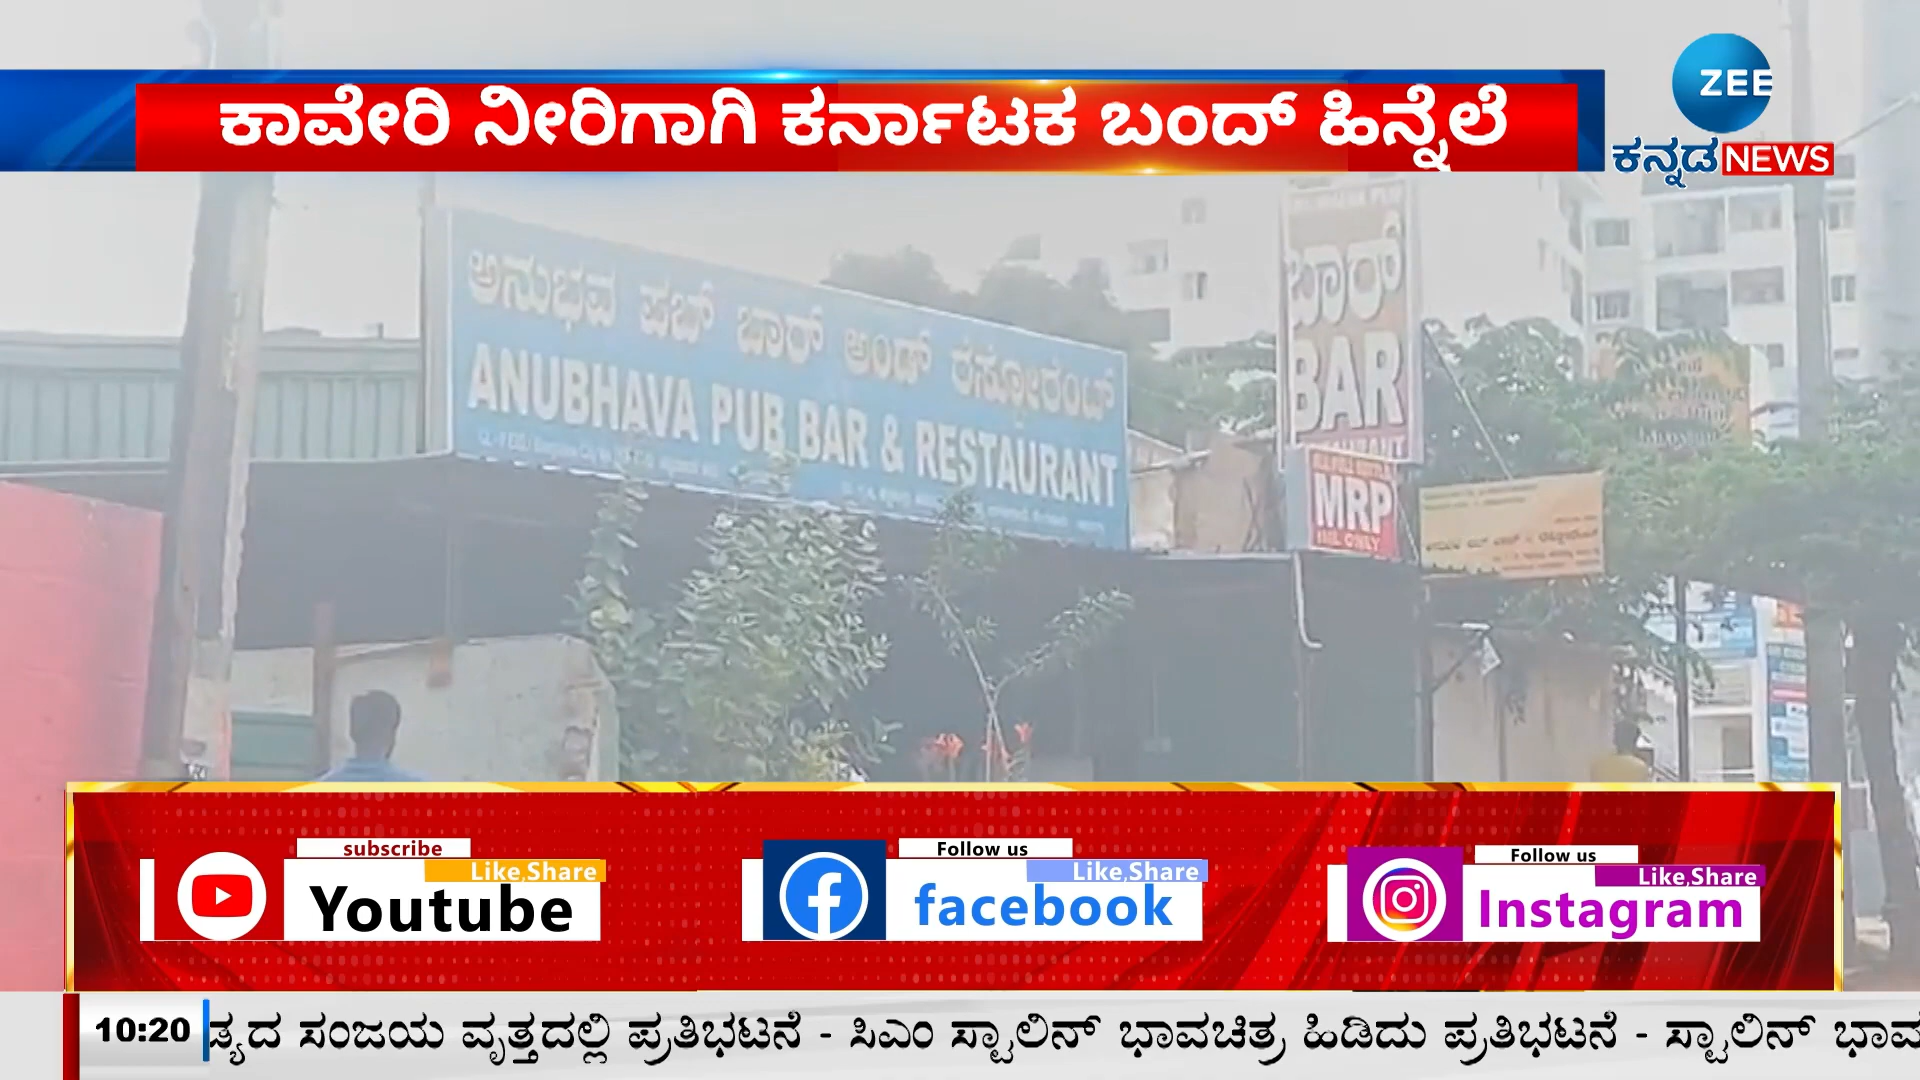 ಕಾವೇರಿ ನೀರಿಗಾಗಿ ಕರ್ನಾಟಕ ಬಂದ್ ಹಿನ್ನೆಲೆ
ZEE
ಕನ್ನಡ NEWS
ಅನುಭವ ಪಬ್ ಬಾರ್ ಅಂಡ್ ರೆಸ್ಟೋರೆಂಟ್
ANUBHAVA PUB BAR & RESTAURANT
ಬಾರ್
BAR
MRP
subscribe
Like,Share
Youtube
Follow us
Like,Share
facebook
Follow us
Like,Share
Instagram
10:20
ಡ್ಯದ ಸಂಜಯ ವೃತ್ತದಲ್ಲಿ ಪ್ರತಿಭಟನೆ - ಸಿಎಂ ಸ್ಟಾಲಿನ್ ಭಾವಚಿತ್ರ ಹಿಡಿದು ಪ್ರತಿಭಟನೆ - ಸ್ಟಾಲಿನ್ ಭಾವ